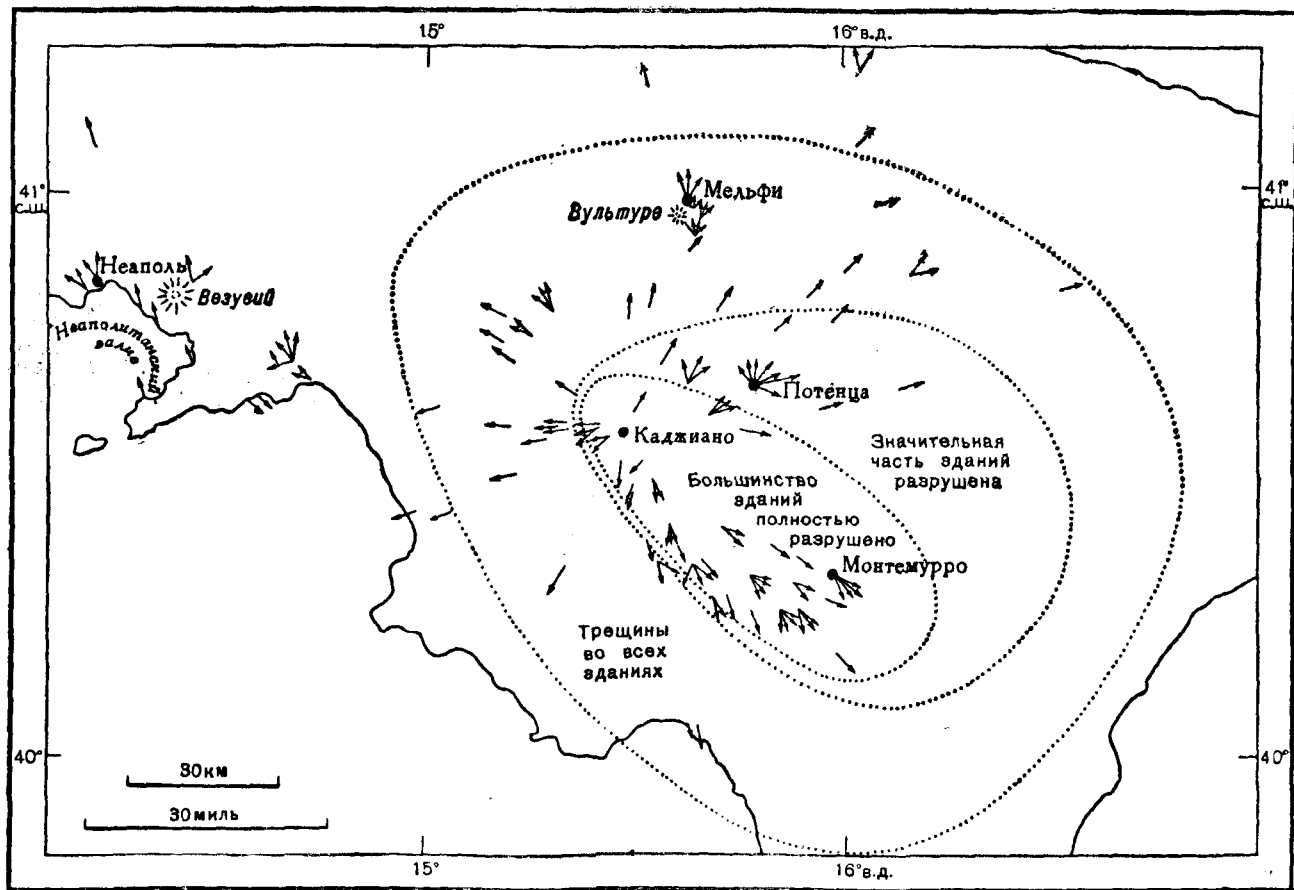 15°
16°в.д.
41°
с.ш.
41°
с.ш.
Мельфи
Вультуре
Неаполь
Везувий
Неаполитанский
залив
Потенца
Каджиано
Значительная
часть зданий
разрушена
Большинство
зданий
полностью
разрушено
Монтемурро
Трещины
во всех
зданиях
40°
40°
30км
30миль
15°
16°в.д.